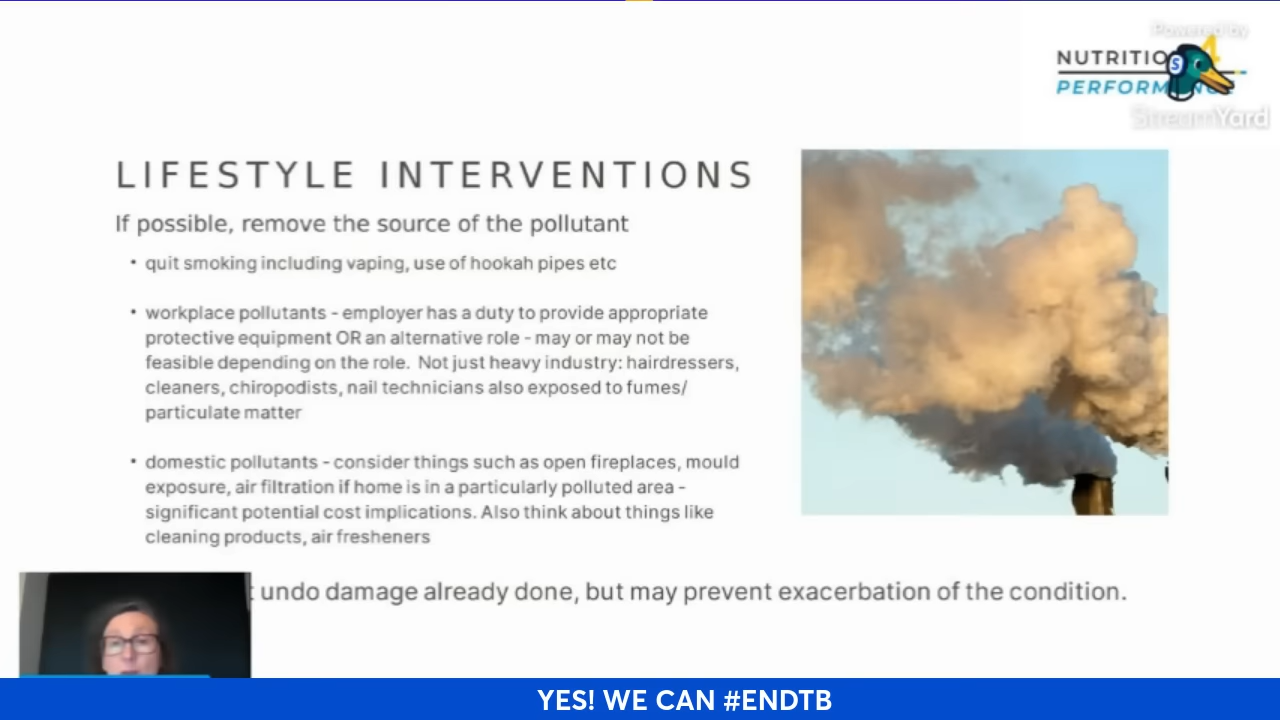 Powered by
NUTRITIO 4
PERFORM NC
StreamYard
LIFESTYLE INTERVENTIONS
If possible, remove the source of the pollutant
• quit smoking including vaping, use of hookah pipes etc
• workplace pollutants - employer has a duty to provide appropriate
protective equipment OR an alternative role - may or may not be
feasible depending on the role. Not just heavy industry: hairdressers,
cleaners, chiropodists, nail technicians also exposed to fumes/
particulate matter
• domestic pollutants - consider things such as open fireplaces, mould
exposure, air filtration if home is in a particularly polluted area -
significant potential cost implications. Also think about things like
cleaning products, air fresheners
undo damage already done, but may prevent exacerbation of the condition.
YES! WE CAN #ENDTB